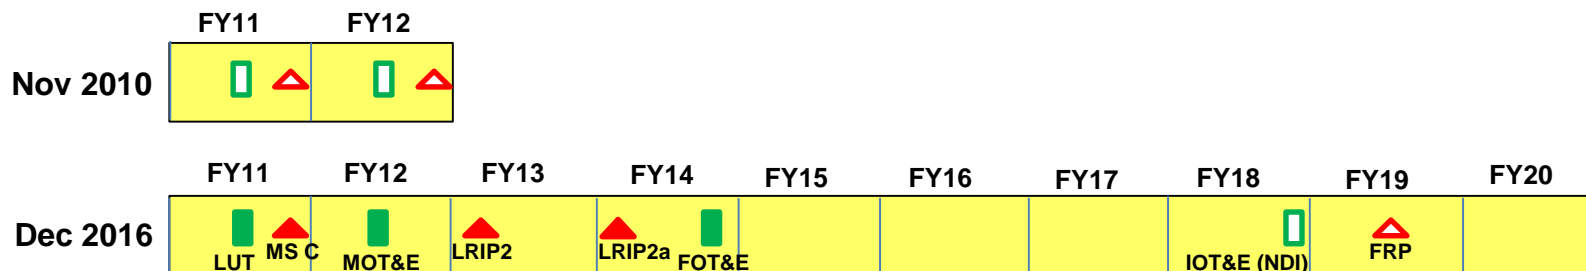 FY11 FY12
Nov 2010
FY11 FY12 FY13 FY14 FY15 FY16 FY17 FY18 FY19 FY20
Dec 2016
LUT MS C MOT&E LRIP2 LRIP2a FOT&E IOT&E (NDI) FRP